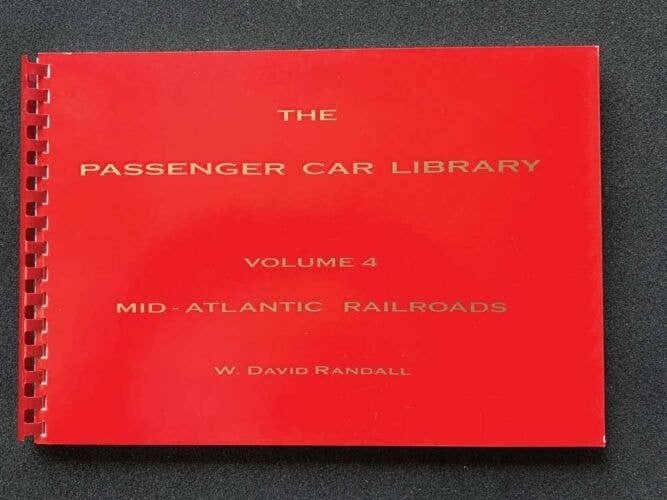 THE
PASSENGER CAR LIBRARY
VOLUME 4
MID-ATLANTIC RAILROADS
W. DAVID RANDALL